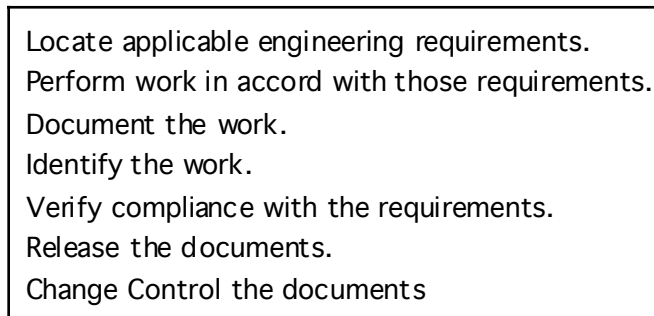 Locate applicable engineering requirements.
Perform work in accord with those requirements.
Document the work.
Identify the work.
Verify compliance with the requirements.
Release the documents.
Change Control the documents